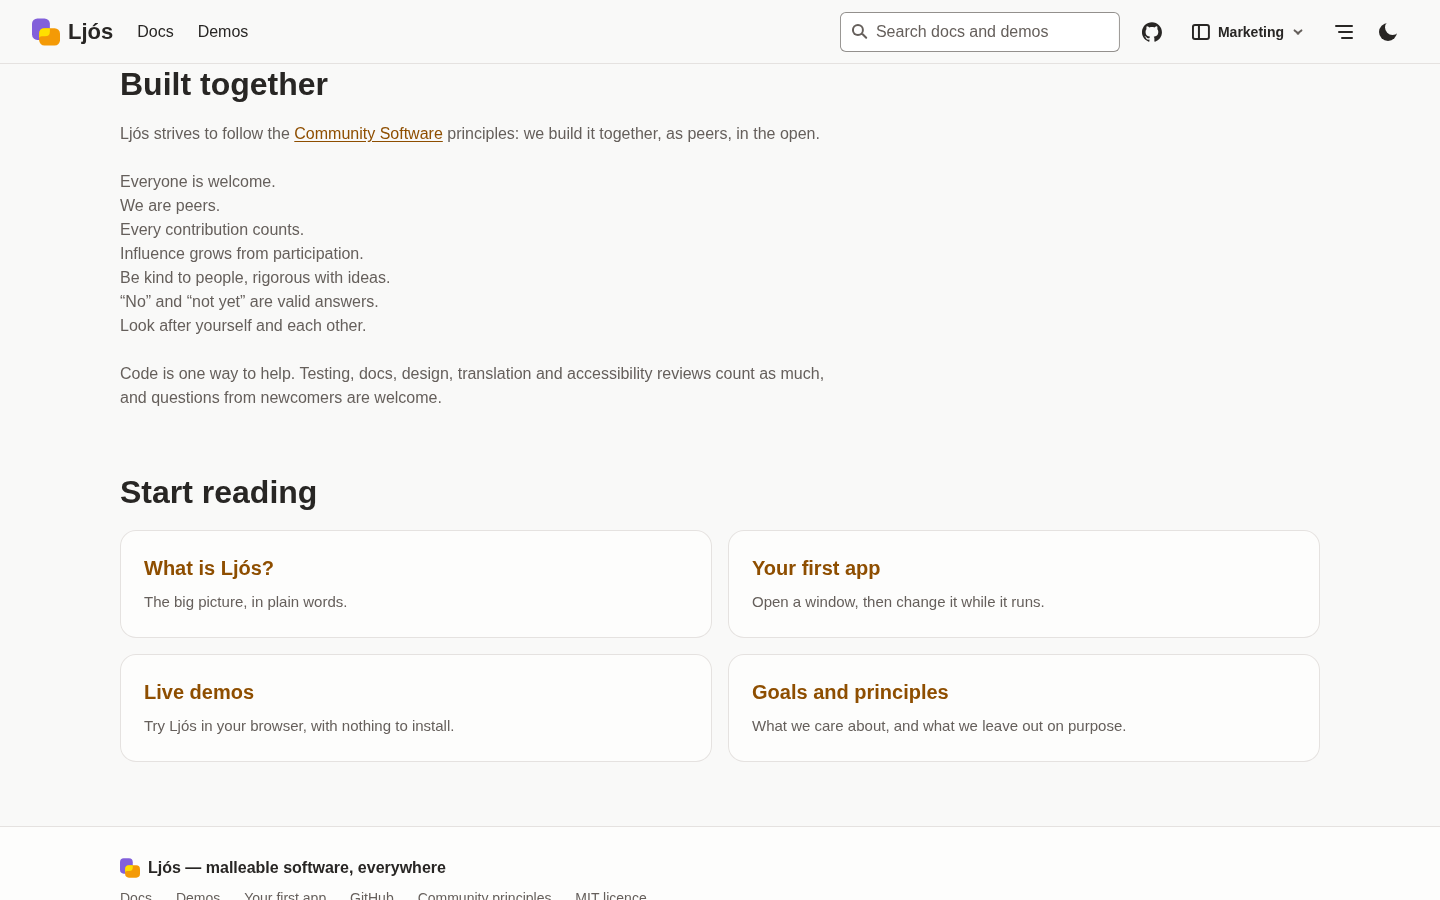 Ljós
Docs
Demos
Search docs and demos
Marketing
Built together
Ljós strives to follow the Community Software principles: we build it together, as peers, in the open.
Everyone is welcome.
We are peers.
Every contribution counts.
Influence grows from participation.
Be kind to people, rigorous with ideas.
“No” and “not yet” are valid answers.
Look after yourself and each other.
Code is one way to help. Testing, docs, design, translation and accessibility reviews count as much,
and questions from newcomers are welcome.
Start reading
What is Ljós?
The big picture, in plain words.
Your first app
Open a window, then change it while it runs.
Live demos
Try Ljós in your browser, with nothing to install.
Goals and principles
What we care about, and what we leave out on purpose.
Ljós — malleable software, everywhere
Docs Demos Your first app GitHub Community principles MIT licence